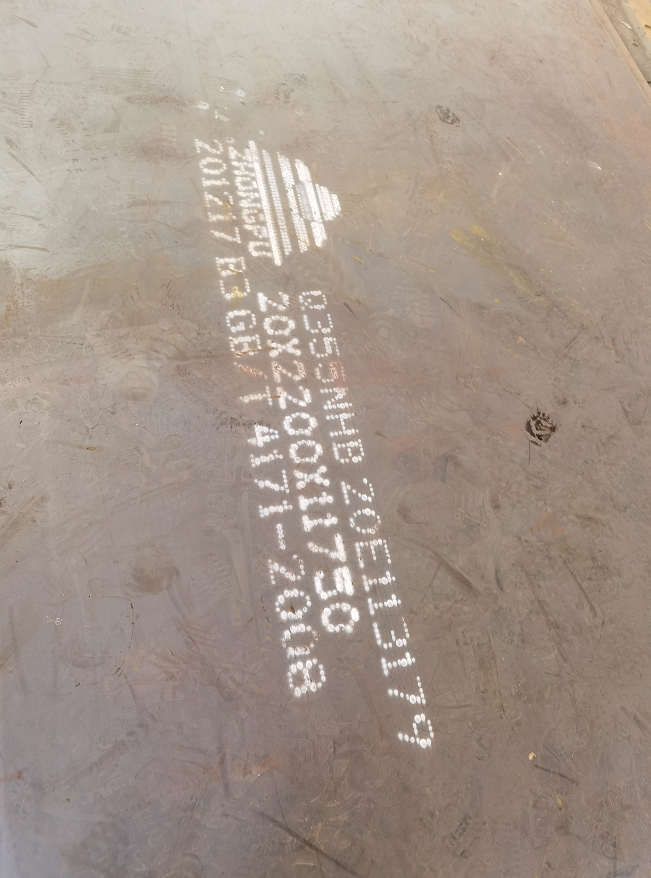 Q355NHB 20E113179
20X2200X11750
ZHONGPU
201217 B3 GB/T 4171-2008